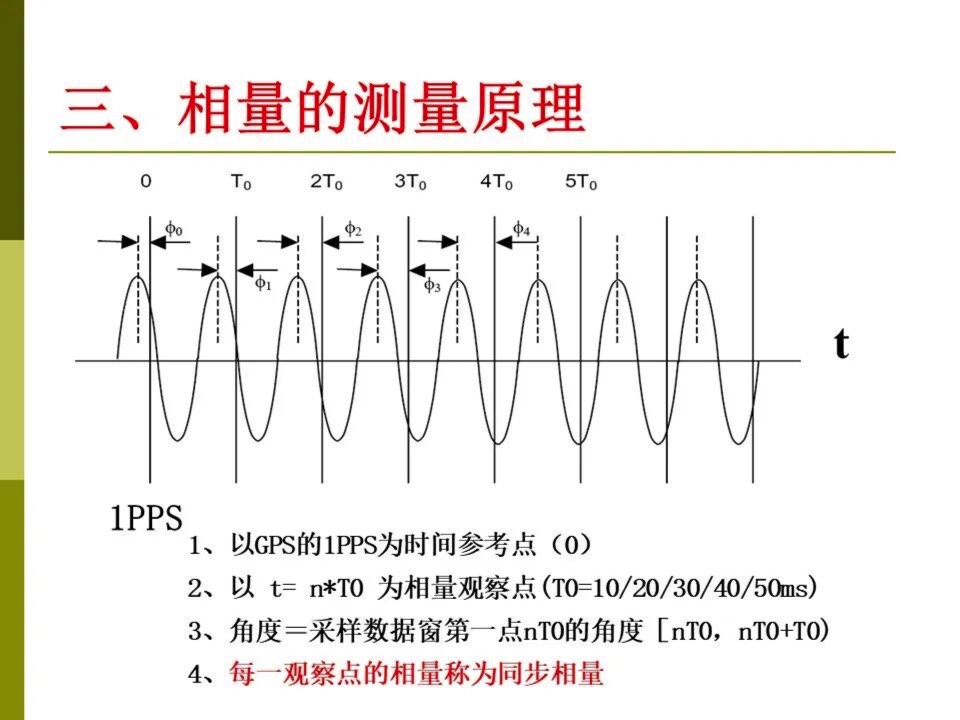 三、相量的测量原理
0 T₀ 2T₀ 3T₀ 4T₀ 5T₀
ϕ₀ ϕ₂ ϕ₄
ϕ₁ ϕ₃
t
1PPS
1、以GPS的1PPS为时间参考点（0）
2、以 t= n*T0 为相量观察点(T0=10/20/30/40/50ms)
3、角度＝采样数据窗第一点nT0的角度［nT0，nT0+T0)
4、每一观察点的相量称为同步相量